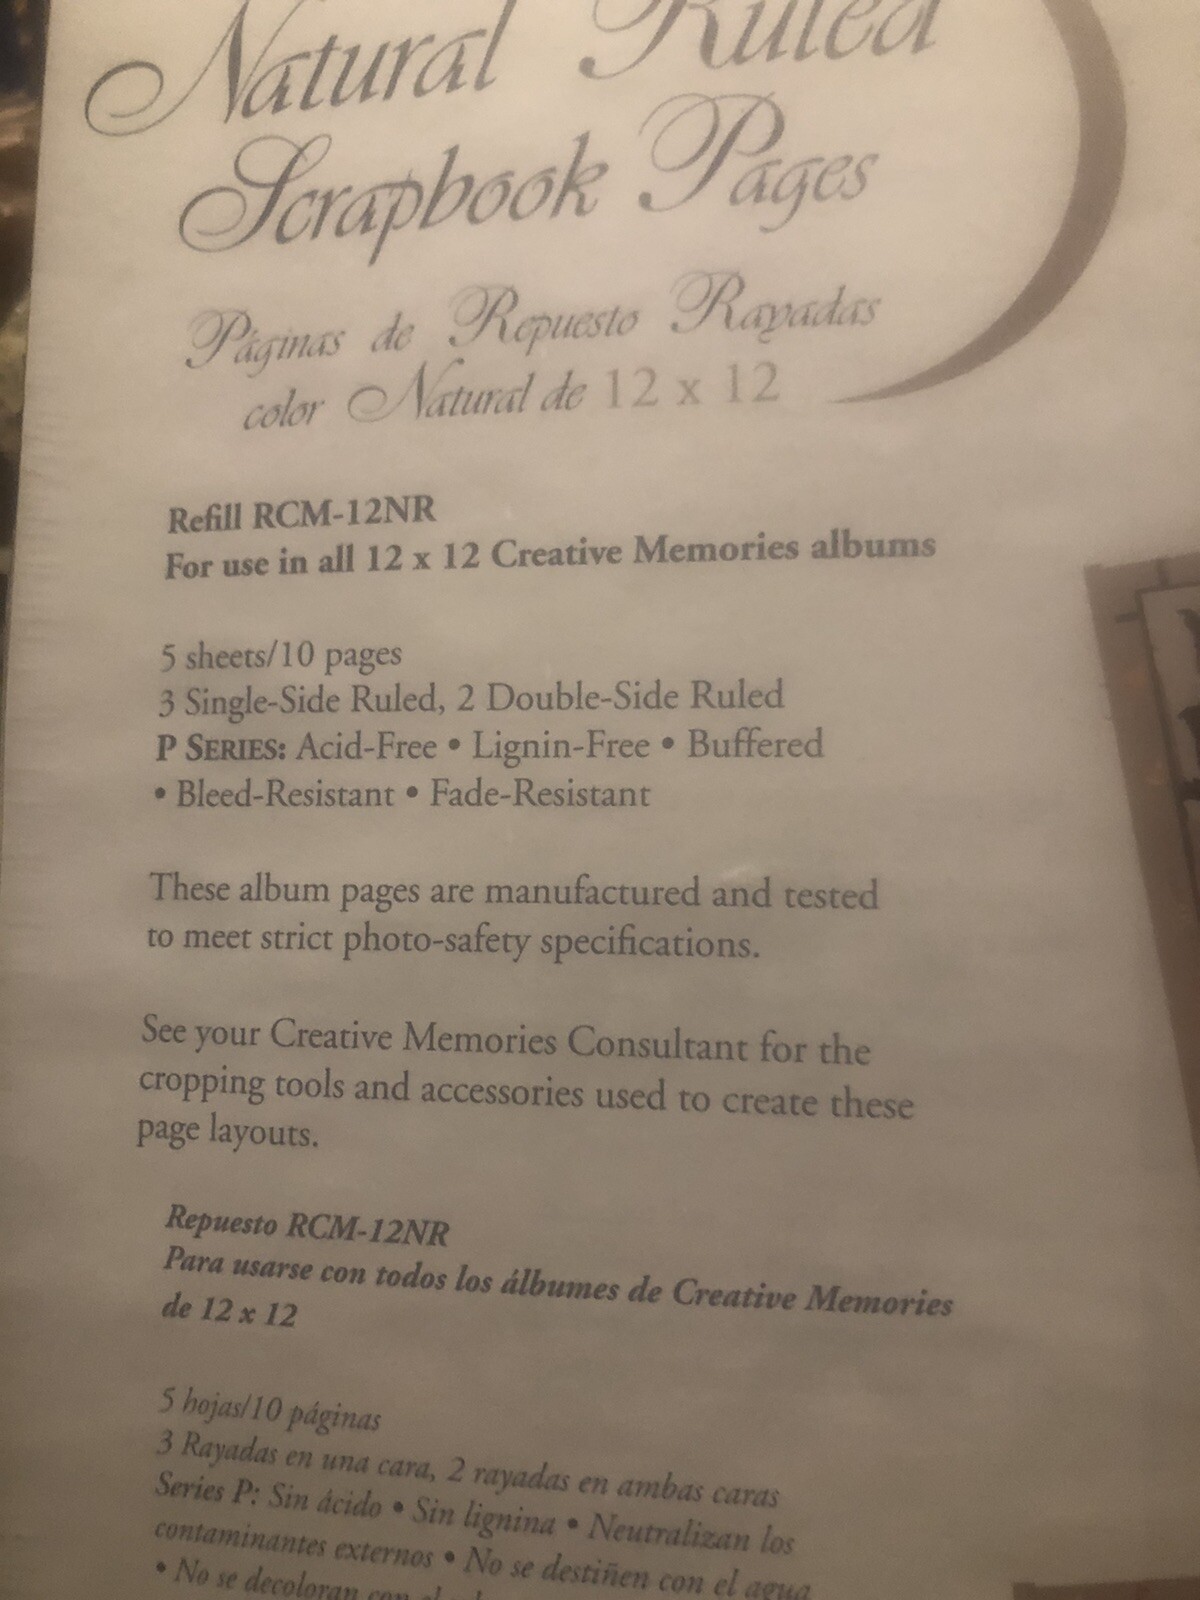 Natural Ruled
Scrapbook Pages
Páginas de Repuesto Rayadas
color Natural de 12 x 12
Refill RCM-12NR
For use in all 12 x 12 Creative Memories albums
5 sheets/10 pages
3 Single-Side Ruled, 2 Double-Side Ruled
P SERIES: Acid-Free • Lignin-Free • Buffered
• Bleed-Resistant • Fade-Resistant
These album pages are manufactured and tested
to meet strict photo-safety specifications.
See your Creative Memories Consultant for the
cropping tools and accessories used to create these
page layouts.
Repuesto RCM-12NR
Para usarse con todos los álbumes de Creative Memories
de 12 x 12
5 hojas/10 páginas
3 Rayadas en una cara, 2 rayadas en ambas caras
Series P: Sin ácido • Sin lignina • Neutralizan los
contaminantes externos • No se destiñen con el agua
• No se decoloran con el